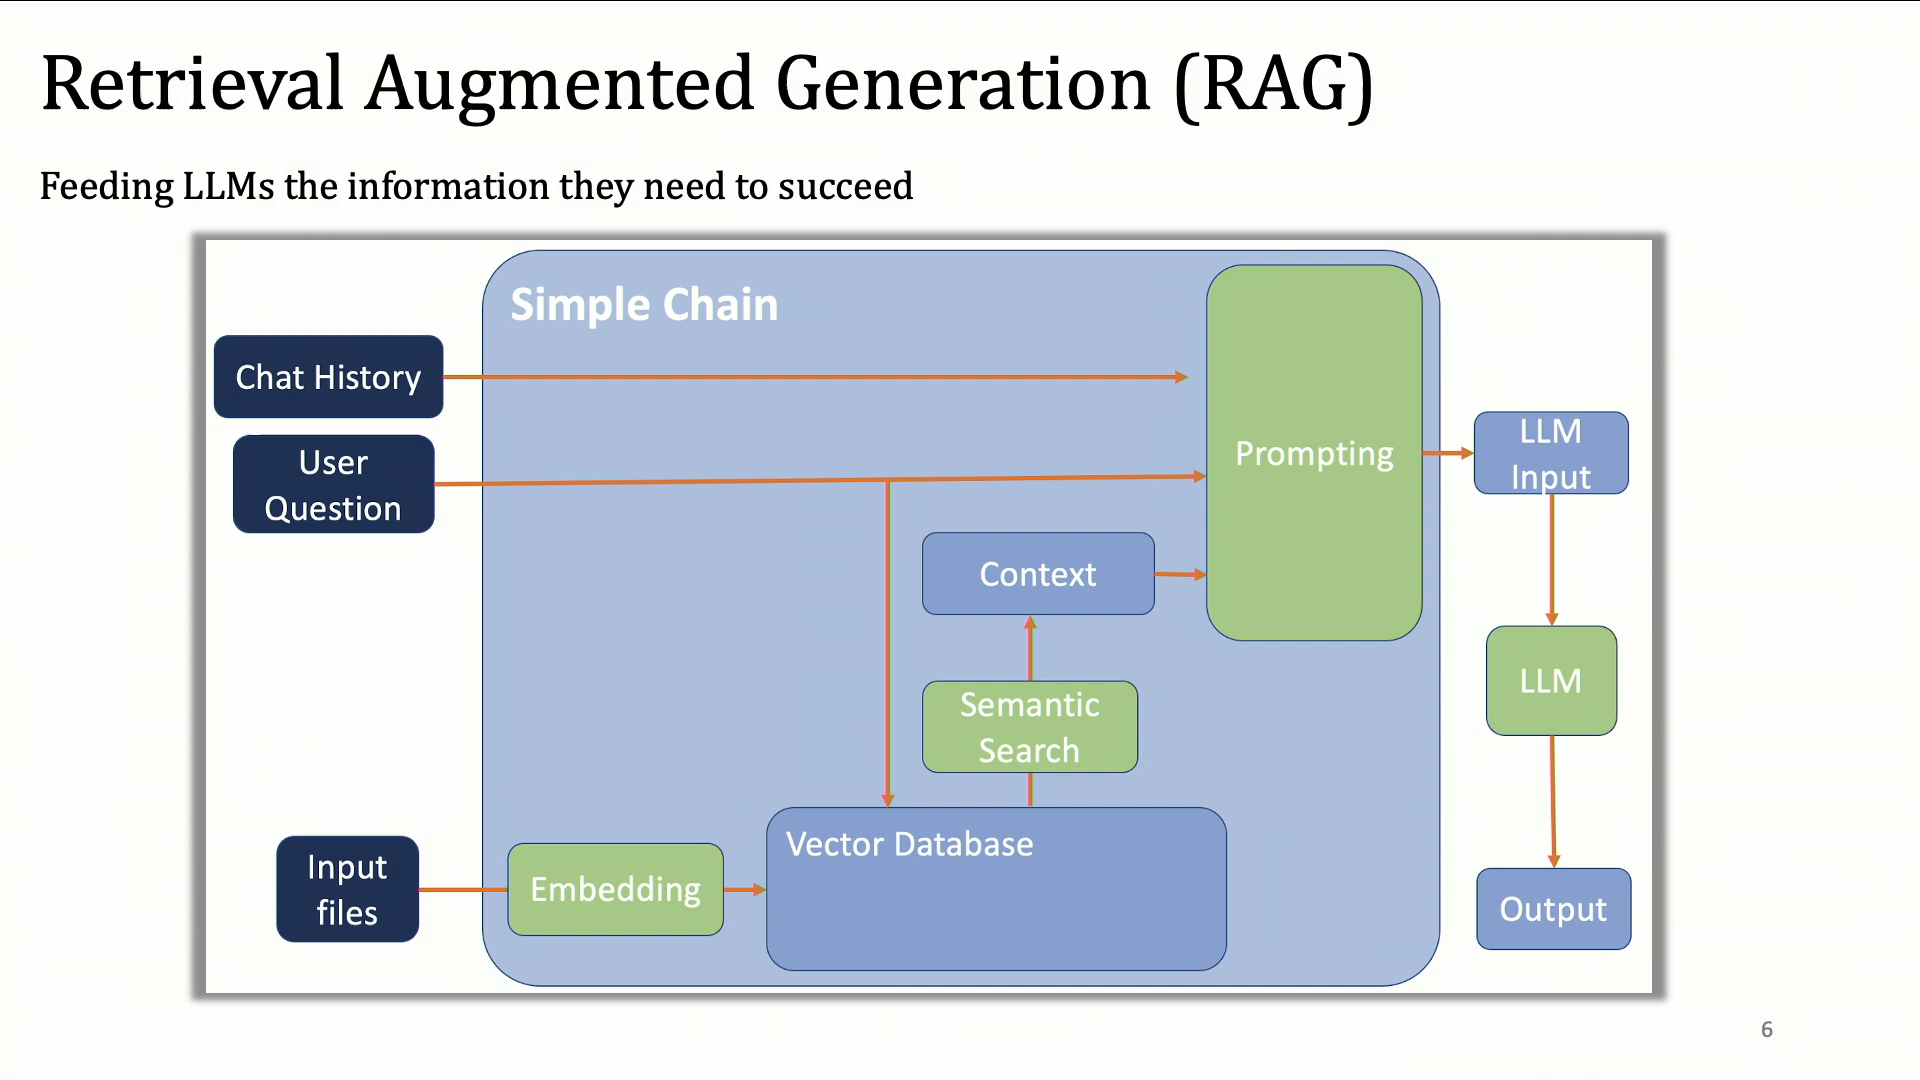 Retrieval Augmented Generation (RAG)
Feeding LLMs the information they need to succeed
Simple Chain
Chat History
User
Question
Prompting
LLM
Input
Context
Semantic
Search
LLM
Vector Database
Input
files
Embedding
Output
6